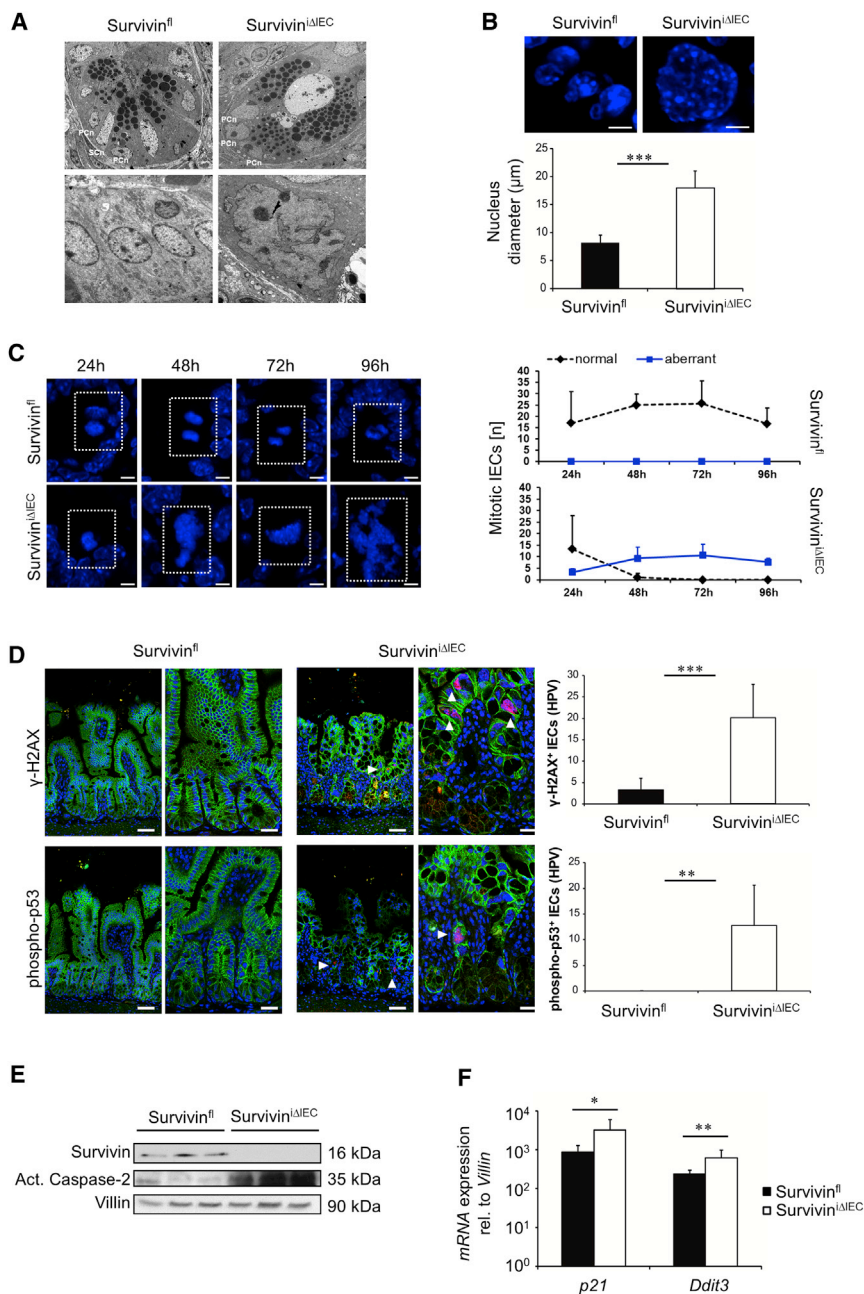 A
Survivin^fl Survivin^iΔIEC
PCn
SCn
PCn
PCn
PCn
B
Survivin^fl Survivin^iΔIEC
***
25
20
15
10
5
0
Nucleus
diameter (μm)
Survivin^fl Survivin^iΔIEC
C
24h 48h 72h 96h
Survivin^fl
Survivin^iΔIEC
normal aberrant
40
35
30
25
20
15
10
5
0
24h 48h 72h 96h
Survivin^fl
Mitotic IECs [n]
40
35
30
25
20
15
10
5
0
24h 48h 72h 96h
Survivin^iΔIEC
D
Survivin^fl Survivin^iΔIEC
γ-H2AX
phospho-p53
***
30
25
20
15
10
5
0
γ-H2AX⁺ IECs (HPV)
Survivin^fl Survivin^iΔIEC
**
25
20
15
10
5
0
phospho-p53⁺ IECs (HPV)
Survivin^fl Survivin^iΔIEC
E
Survivin^fl Survivin^iΔIEC
Survivin 16 kDa
Act. Caspase-2 35 kDa
Villin 90 kDa
F
mRNA expression
rel. to Villin
10⁴
10³
10²
10¹
10⁰
*
**
p21 Ddit3
Survivin^fl
Survivin^iΔIEC